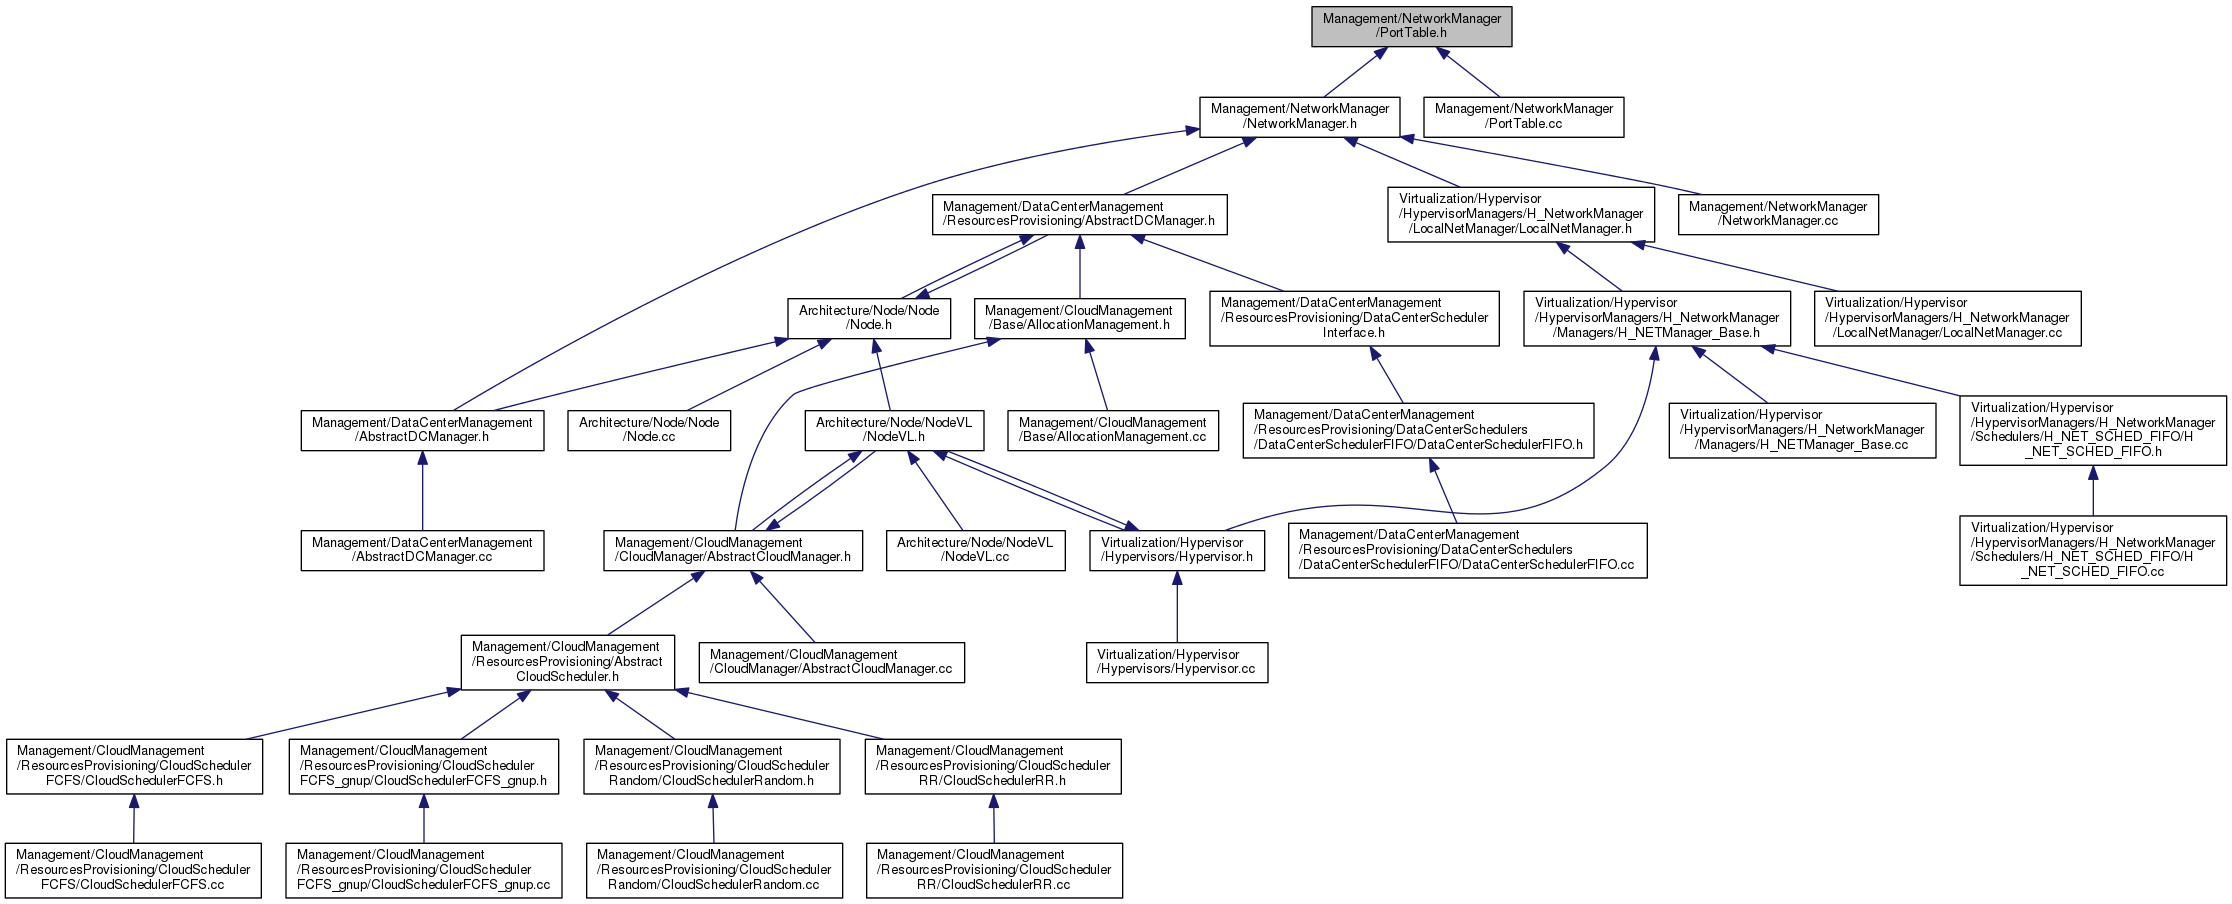 Management/NetworkManager
/PortTable.h
Management/NetworkManager
/NetworkManager.h
Management/NetworkManager
/PortTable.cc
Management/DataCenterManagement
/ResourcesProvisioning/AbstractDCManager.h
Virtualization/Hypervisor
/HypervisorManagers/H_NetworkManager
/LocalNetManager/LocalNetManager.h
Management/NetworkManager
/NetworkManager.cc
Architecture/Node/Node
/Node.h
Management/CloudManagement
/Base/AllocationManagement.h
Management/DataCenterManagement
/ResourcesProvisioning/DataCenterScheduler
Interface.h
Virtualization/Hypervisor
/HypervisorManagers/H_NetworkManager
/Managers/H_NETManager_Base.h
Virtualization/Hypervisor
/HypervisorManagers/H_NetworkManager
/LocalNetManager/LocalNetManager.cc
Management/DataCenterManagement
/AbstractDCManager.h
Architecture/Node/Node
/Node.cc
Architecture/Node/NodeVL
/NodeVL.h
Management/CloudManagement
/Base/AllocationManagement.cc
Management/DataCenterManagement
/ResourcesProvisioning/DataCenterSchedulers
/DataCenterSchedulerFIFO/DataCenterSchedulerFIFO.h
Virtualization/Hypervisor
/HypervisorManagers/H_NetworkManager
/Managers/H_NETManager_Base.cc
Virtualization/Hypervisor
/HypervisorManagers/H_NetworkManager
/Schedulers/H_NET_SCHED_FIFO/H
_NET_SCHED_FIFO.h
Management/DataCenterManagement
/AbstractDCManager.cc
Management/CloudManagement
/CloudManager/AbstractCloudManager.h
Architecture/Node/NodeVL
/NodeVL.cc
Virtualization/Hypervisor
/Hypervisors/Hypervisor.h
Management/DataCenterManagement
/ResourcesProvisioning/DataCenterSchedulers
/DataCenterSchedulerFIFO/DataCenterSchedulerFIFO.cc
Virtualization/Hypervisor
/HypervisorManagers/H_NetworkManager
/Schedulers/H_NET_SCHED_FIFO/H
_NET_SCHED_FIFO.cc
Management/CloudManagement
/ResourcesProvisioning/Abstract
CloudScheduler.h
Management/CloudManagement
/CloudManager/AbstractCloudManager.cc
Virtualization/Hypervisor
/Hypervisors/Hypervisor.cc
Management/CloudManagement
/ResourcesProvisioning/CloudScheduler
FCFS/CloudSchedulerFCFS.h
Management/CloudManagement
/ResourcesProvisioning/CloudScheduler
FCFS_gnup/CloudSchedulerFCFS_gnup.h
Management/CloudManagement
/ResourcesProvisioning/CloudScheduler
Random/CloudSchedulerRandom.h
Management/CloudManagement
/ResourcesProvisioning/CloudScheduler
RR/CloudSchedulerRR.h
Management/CloudManagement
/ResourcesProvisioning/CloudScheduler
FCFS/CloudSchedulerFCFS.cc
Management/CloudManagement
/ResourcesProvisioning/CloudScheduler
FCFS_gnup/CloudSchedulerFCFS_gnup.cc
Management/CloudManagement
/ResourcesProvisioning/CloudScheduler
Random/CloudSchedulerRandom.cc
Management/CloudManagement
/ResourcesProvisioning/CloudScheduler
RR/CloudSchedulerRR.cc